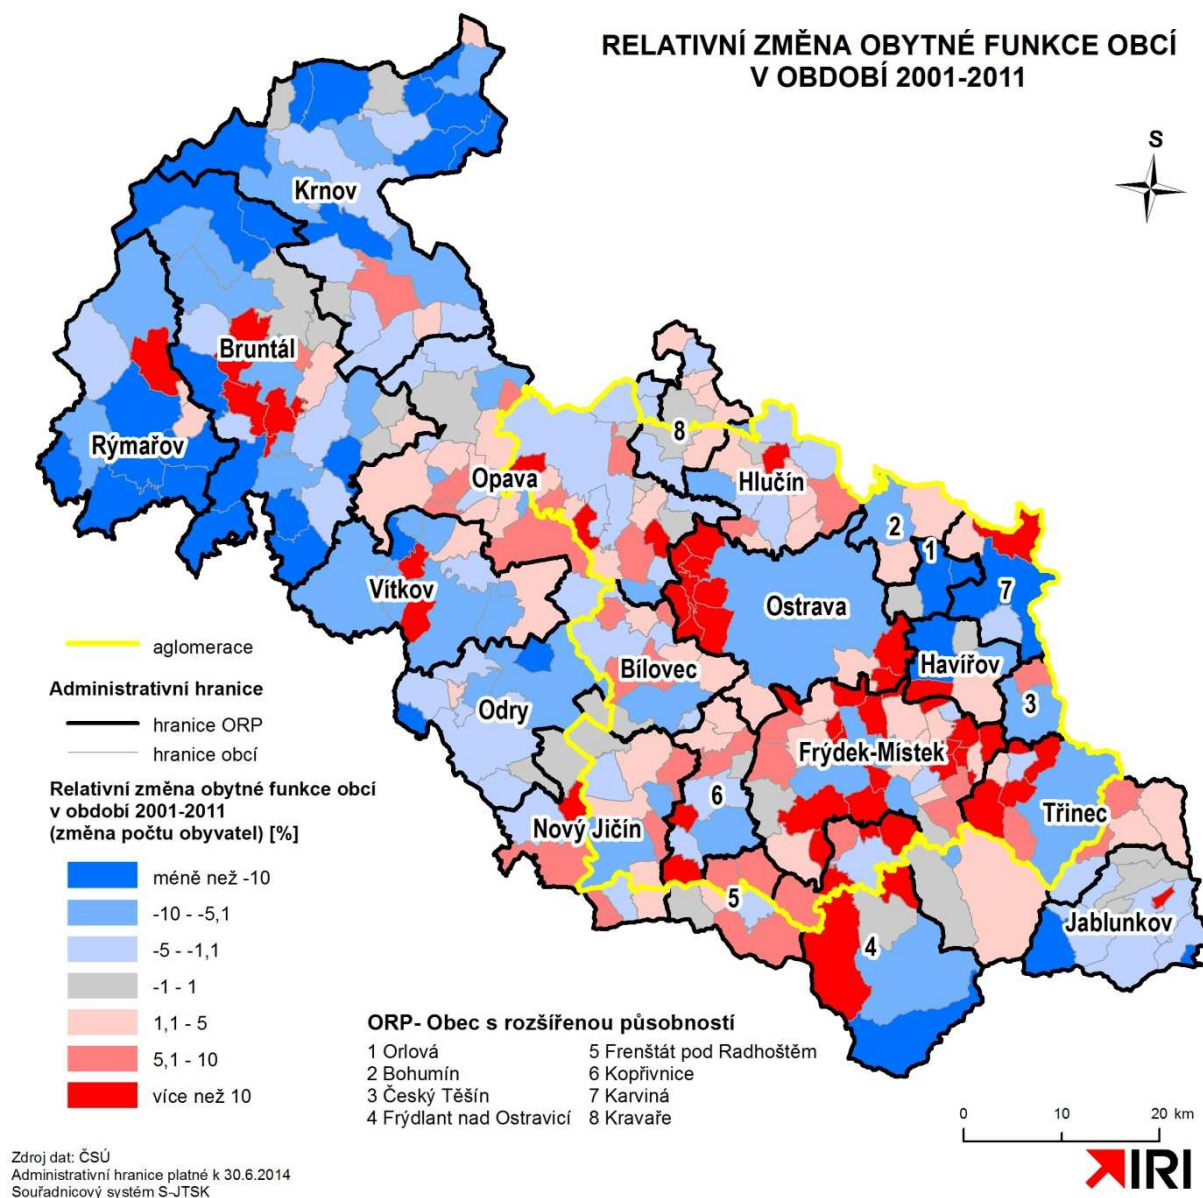 RELATIVNÍ ZMĚNA OBYTNÉ FUNKCE OBCÍ
V OBDOBÍ 2001-2011
S
Krnov
Bruntál
Rýmařov
8
Opava
Hlučín
2
1
7
Vítkov
Ostrava
Havířov
Bílovec
3
Odry
Frýdek-Místek
6
Třinec
Nový Jičín
5
4
Jablunkov
aglomerace
Administrativní hranice
hranice ORP
hranice obcí
Relativní změna obytné funkce obcí
v období 2001-2011
(změna počtu obyvatel) [%]
méně než -10
-10 - -5,1
-5 - -1,1
-1 - 1
1,1 - 5
5,1 - 10
více než 10
ORP- Obec s rozšířenou působností
1 Orlová
2 Bohumín
3 Český Těšín
4 Frýdlant nad Ostravicí
5 Frenštát pod Radhoštěm
6 Kopřivnice
7 Karviná
8 Kravaře
0 10 20 km
IRI
Zdroj dat: ČSÚ
Administrativní hranice platné k 30.6.2014
Souřadnicový systém S-JTSK